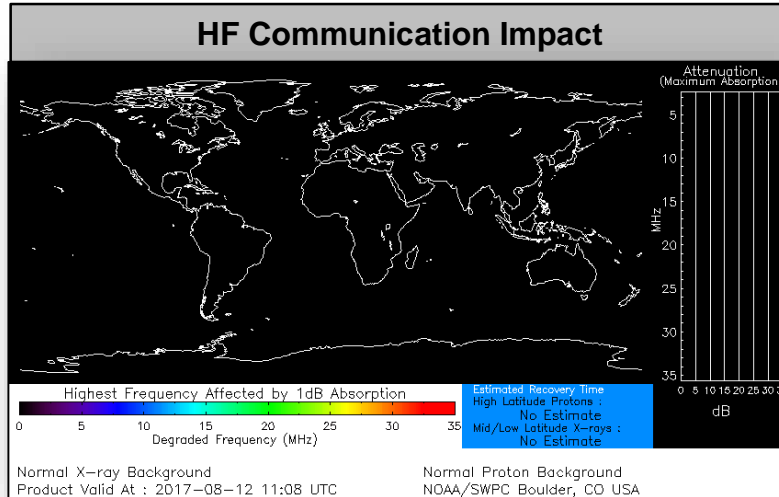 HF Communication Impact
Attenuation
(Maximum Absorption
5
10
15
20
25
30
35
MHz
0 5 10 15 20 25 30
dB
Highest Frequency Affected by 1dB Absorption
0 5 10 15 20 25 30 35
Degraded Frequency (MHz)
Estimated Recovery Time
High Latitude Protons :
No Estimate
Mid/Low Latitude X-rays :
No Estimate
Normal X-ray Background
Product Valid At : 2017-08-12 11:08 UTC
Normal Proton Background
NOAA/SWPC Boulder, CO USA